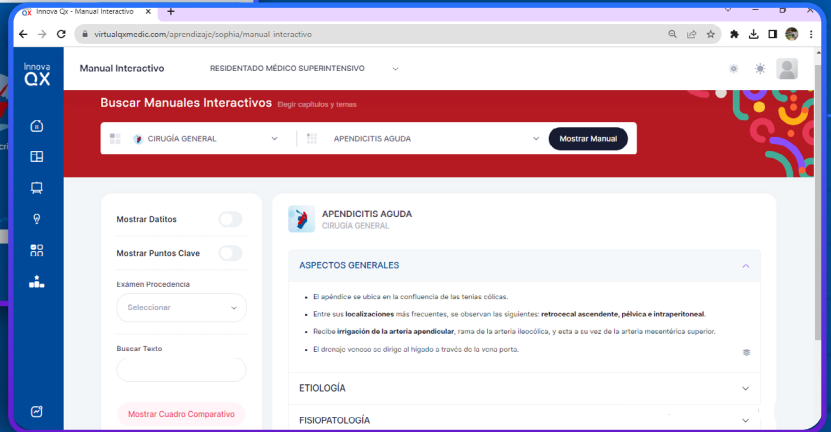 Innova Qx - Manual Interactivo
virtualqxmedic.com/aprendizaje/sophia/manual interactivo
Innova
QX
Manual Interactivo
RESIDENTADO MÉDICO SUPERINTENSIVO
Buscar Manuales Interactivos Elegir capítulos y temas
CIRUGÍA GENERAL
APENDICITIS AGUDA
Mostrar Manual
Mostrar Datitos
Mostrar Puntos Clave
Examen Procedencia
Seleccionar
Buscar Texto
Mostrar Cuadro Comparativo
APENDICITIS AGUDA
CIRUGÍA GENERAL
ASPECTOS GENERALES
El apéndice se ubica en la confluencia de las tenias cólicas.
Entre sus localizaciones más frecuentes, se observan las siguientes: retrocecal ascendente, pélvica e intraperitoneal.
Recibe irrigación de la arteria apendicular, rama de la arteria ileocólica, y esta a su vez de la arteria mesentérica superior.
El drenaje venoso se dirige al hígado a través de la vena porta.
ETIOLOGÍA
FISIOPATOLOGÍA